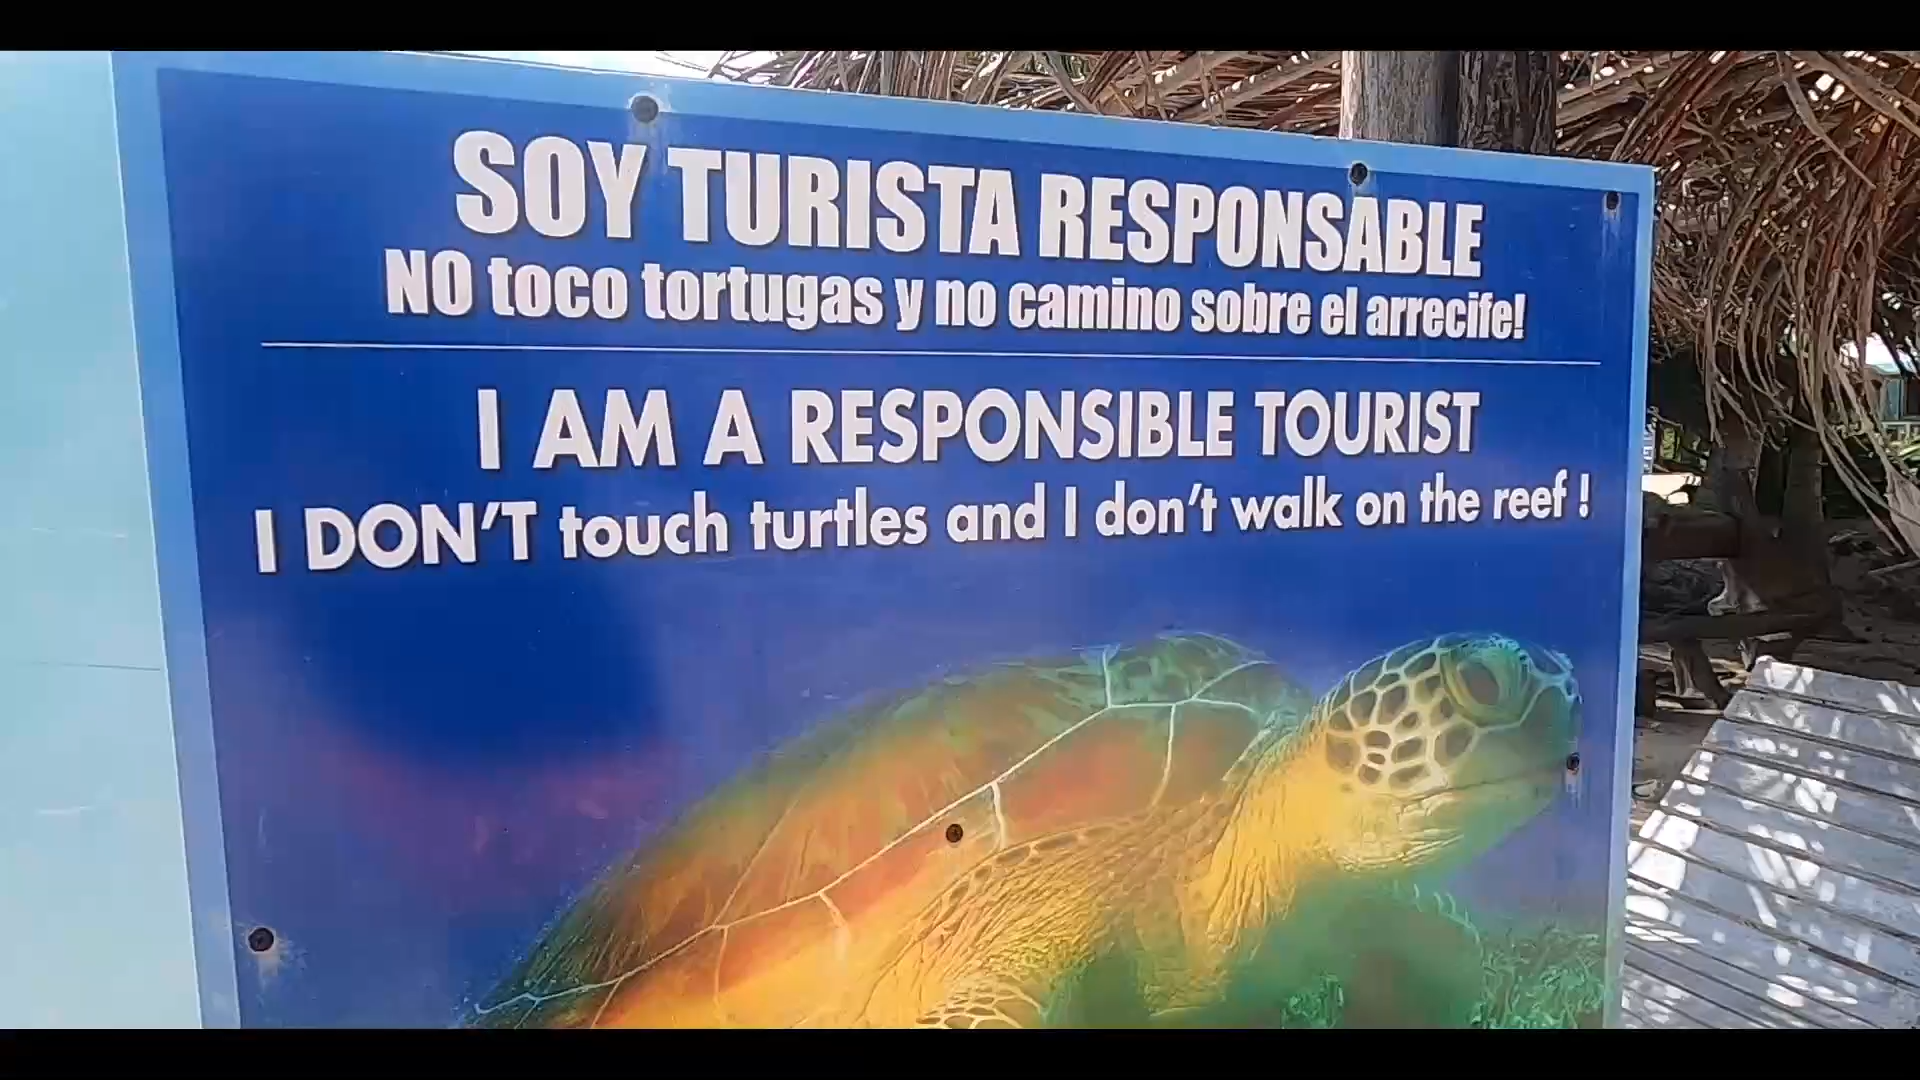 SOY TURISTA RESPONSABLE
NO toco tortugas y no camino sobre el arrecife!
I AM A RESPONSIBLE TOURIST
I DON'T touch turtles and I don't walk on the reef !